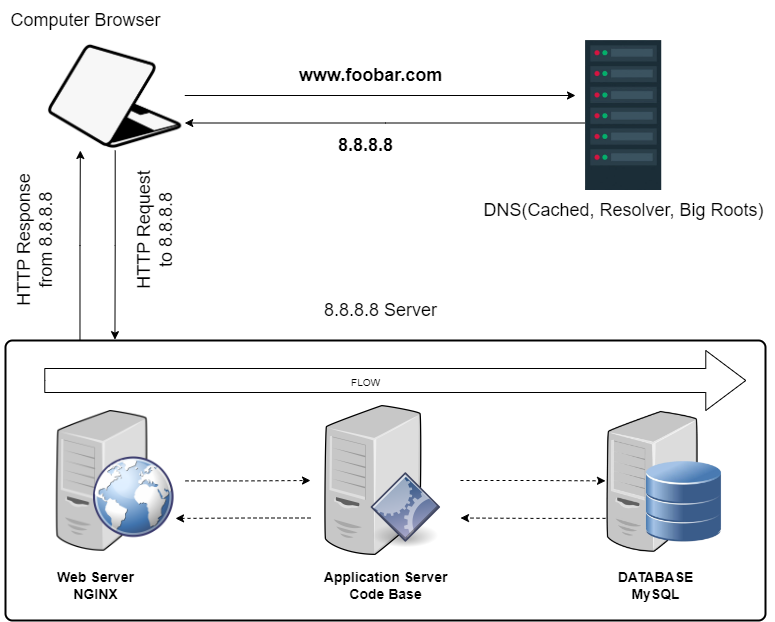 Computer Browser
www.foobar.com
8.8.8.8
DNS(Cached, Resolver, Big Roots)
HTTP Response
from 8.8.8.8
HTTP Request
to 8.8.8.8
8.8.8.8 Server
FLOW
Web Server
NGINX
Application Server
Code Base
DATABASE
MySQL